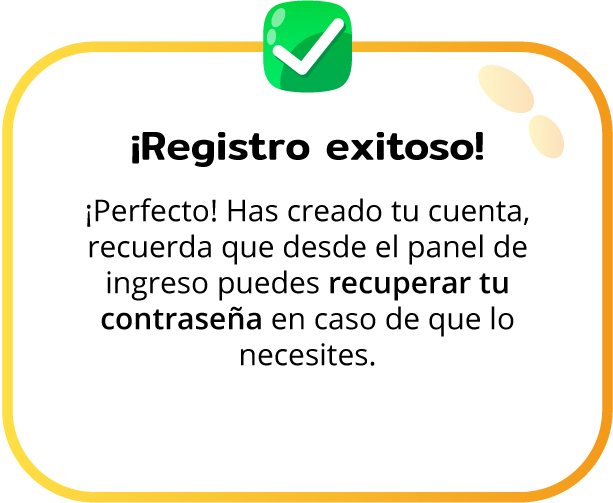 ¡Registro exitoso!
¡Perfecto! Has creado tu cuenta,
recuerda que desde el panel de
ingreso puedes recuperar tu
contraseña en caso de que lo
necesites.